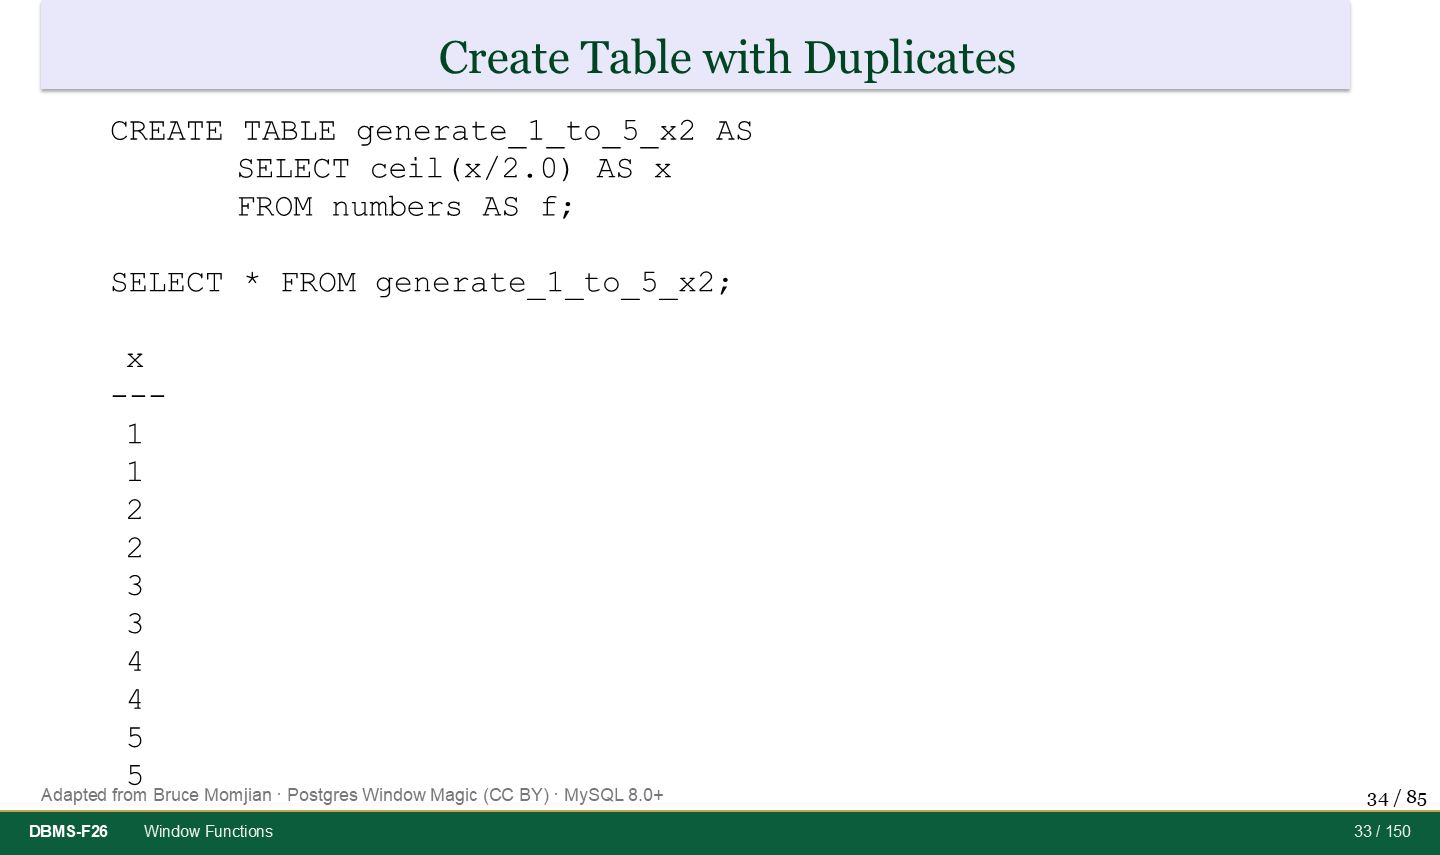 Create Table with Duplicates
CREATE TABLE generate_1_to_5_x2 AS
SELECT ceil(x/2.0) AS x
FROM numbers AS f;
SELECT * FROM generate_1_to_5_x2;
x
---
1
1
2
2
3
3
4
4
5
5
Adapted from Bruce Momjian · Postgres Window Magic (CC BY) · MySQL 8.0+
34 / 85
DBMS-F26 Window Functions 33 / 150